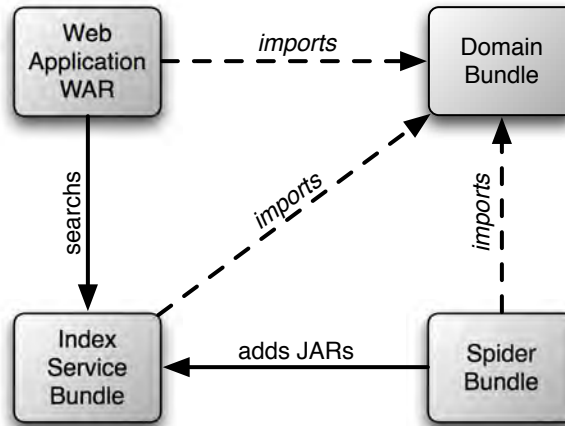 Web
Application
WAR
imports
Domain
Bundle
searchs
imports
imports
Index
Service
Bundle
adds JARs
Spider
Bundle